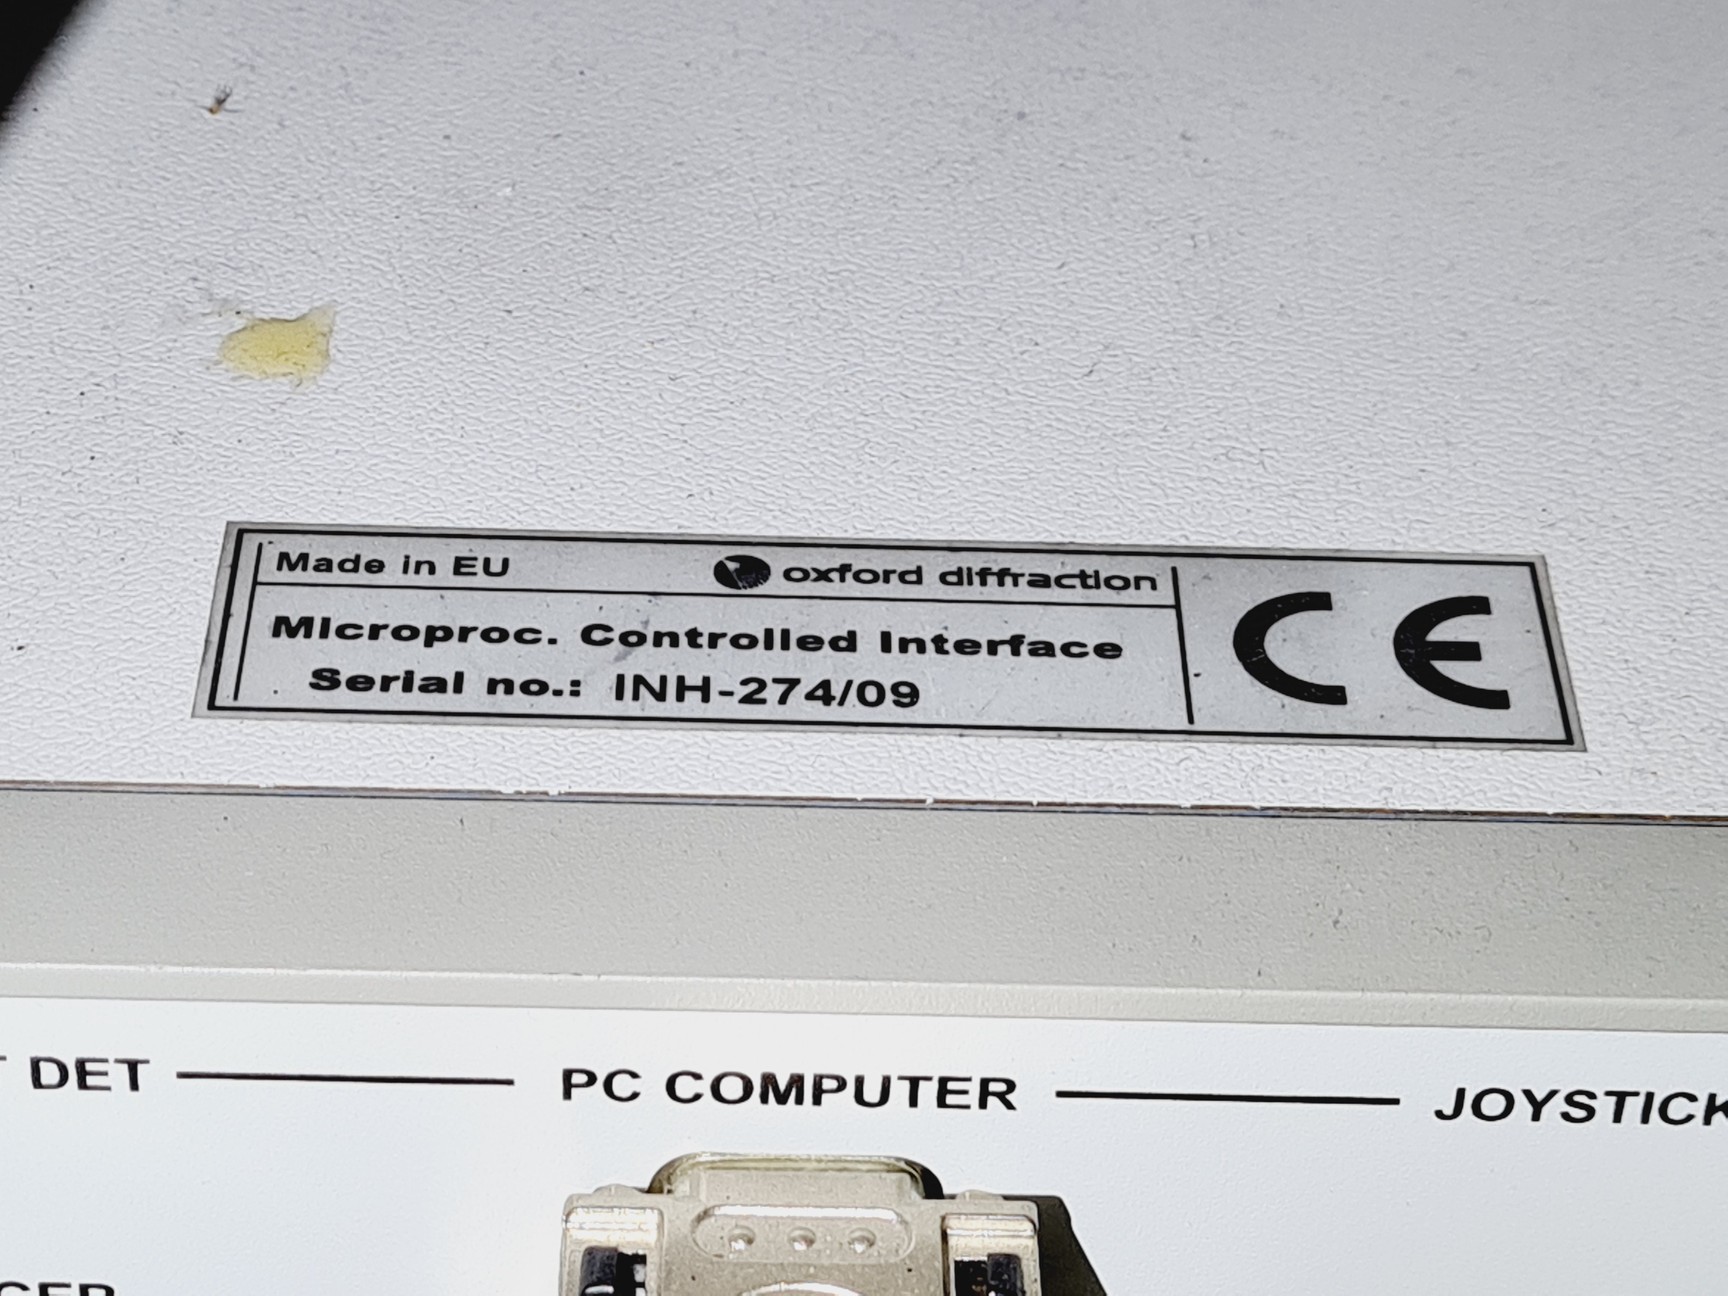 Made in EU oxford diffraction
Microproc. Controlled Interface
Serial no.: INH-274/09
CE
DET PC COMPUTER JOYSTICK